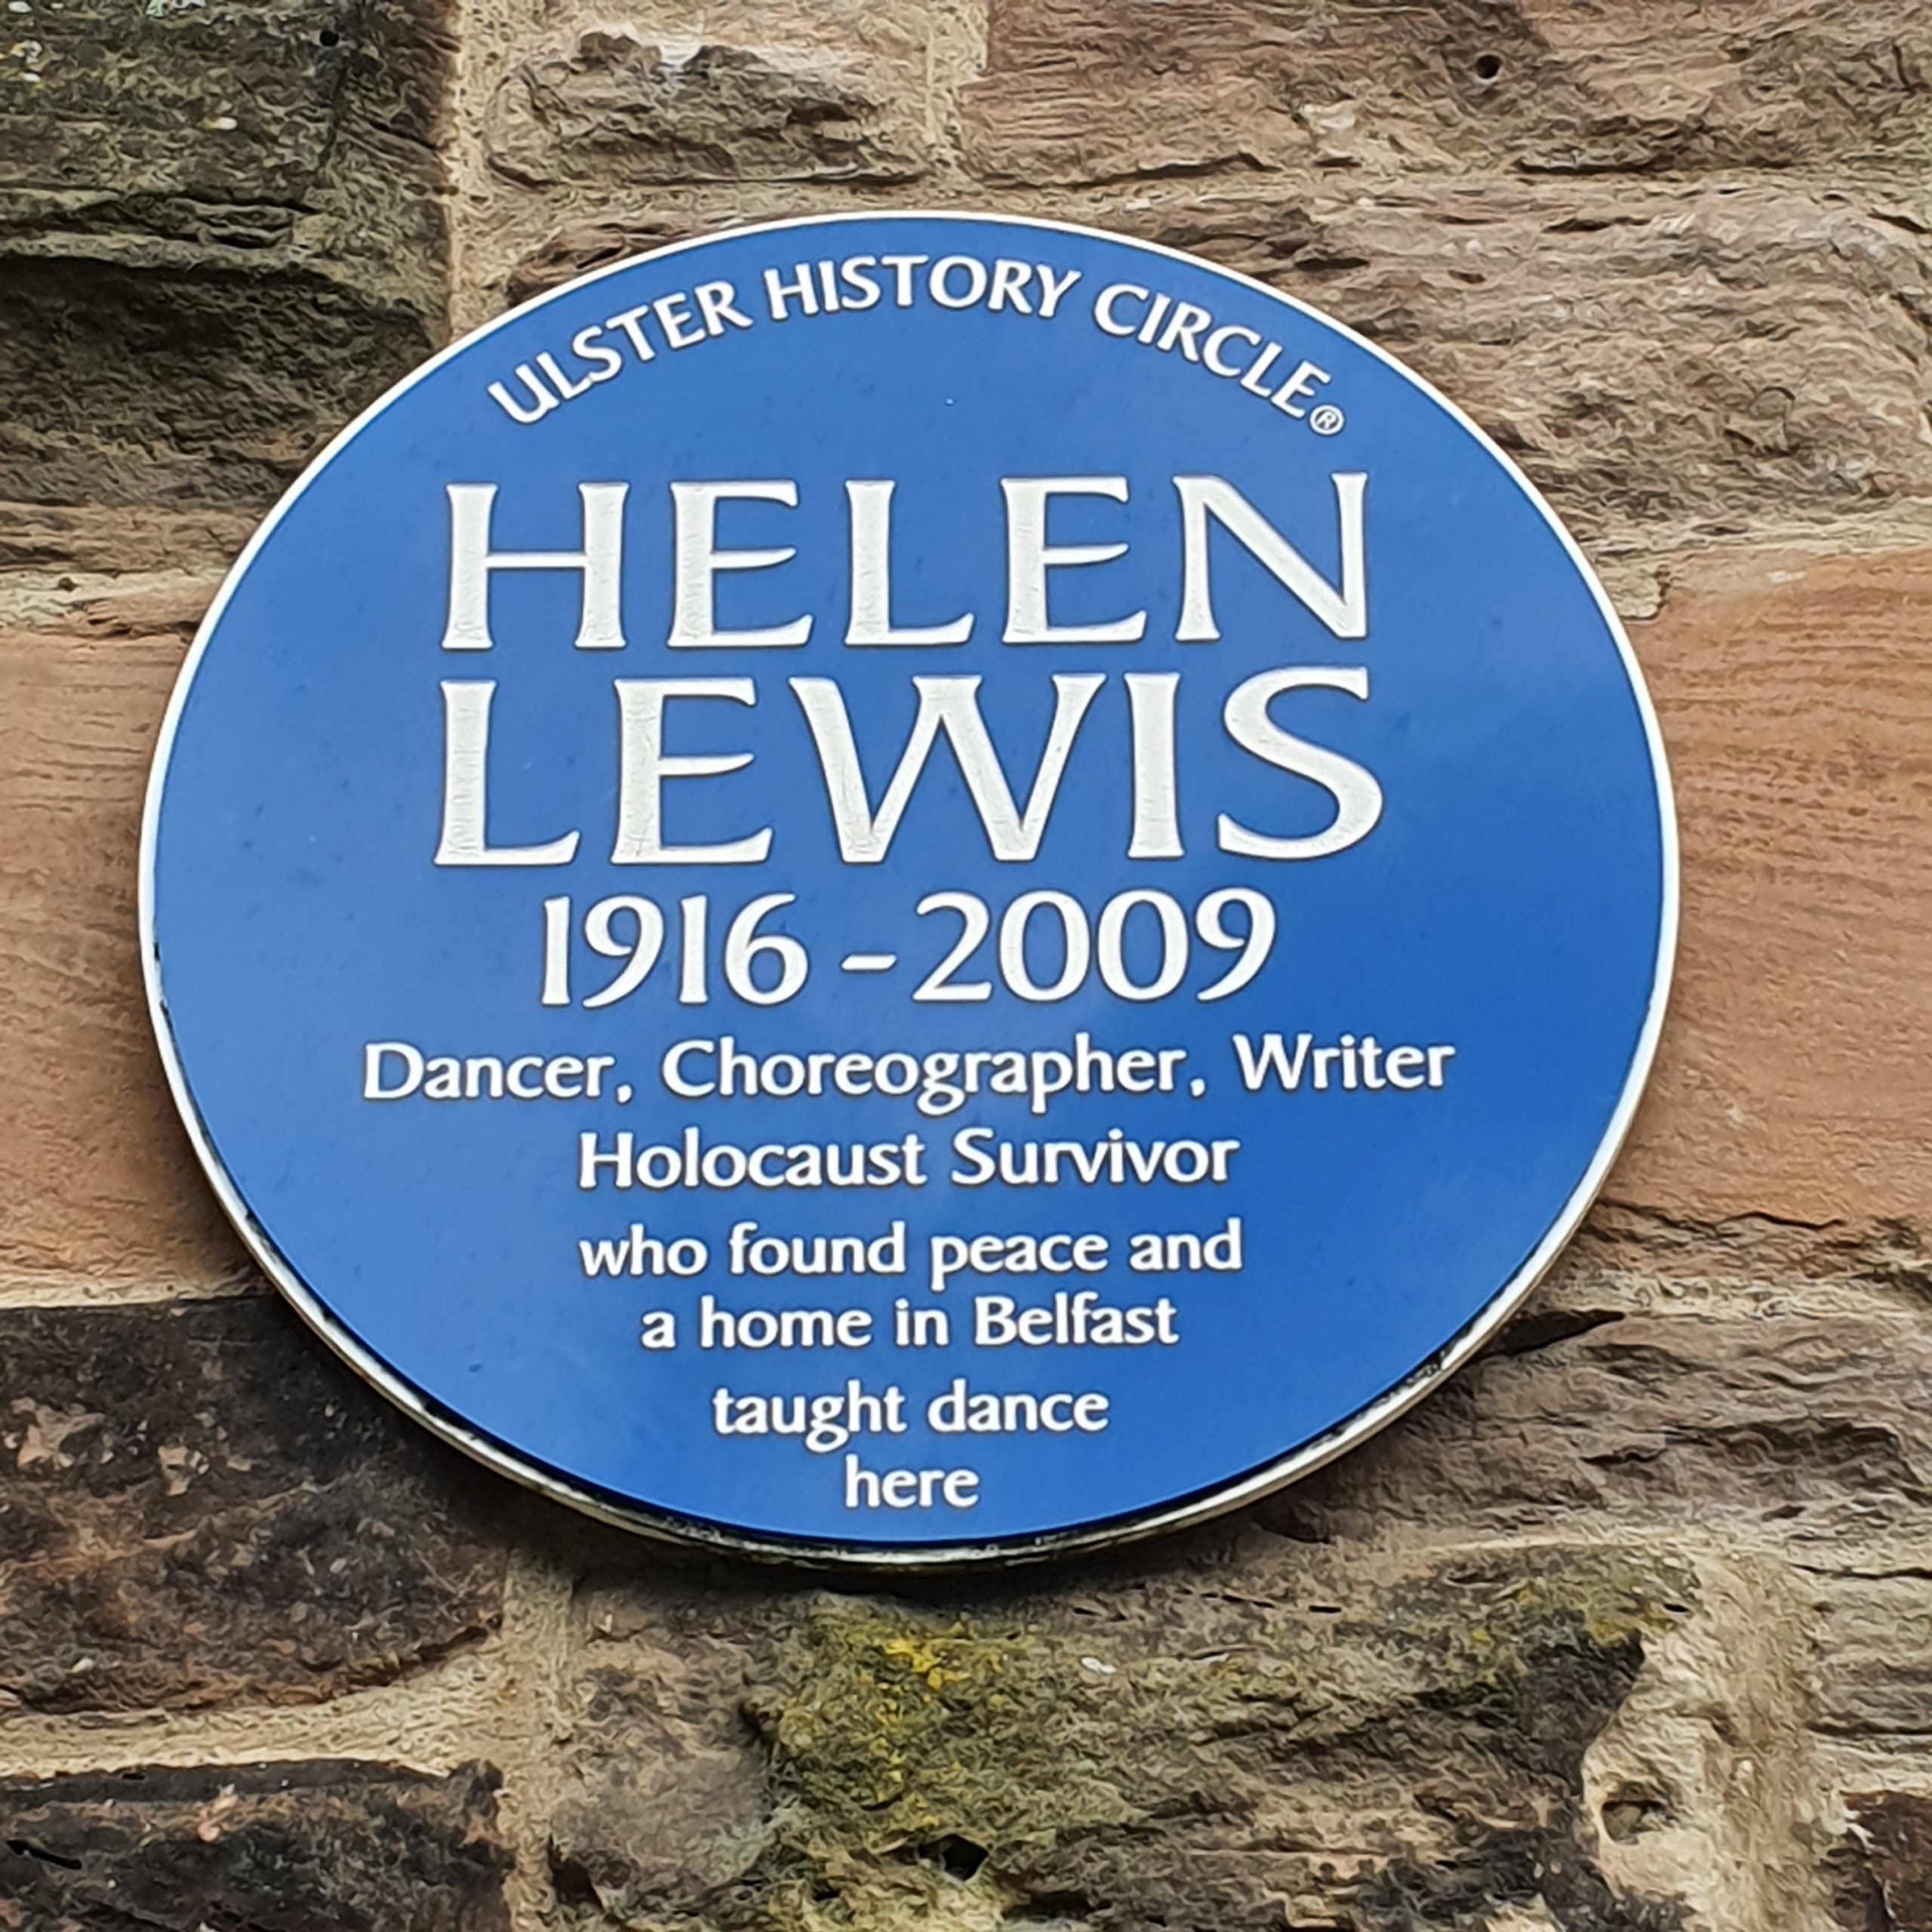 ULSTER HISTORY CIRCLE®
HELEN
LEWIS
1916 - 2009
Dancer, Choreographer, Writer
Holocaust Survivor
who found peace and
a home in Belfast
taught dance
here